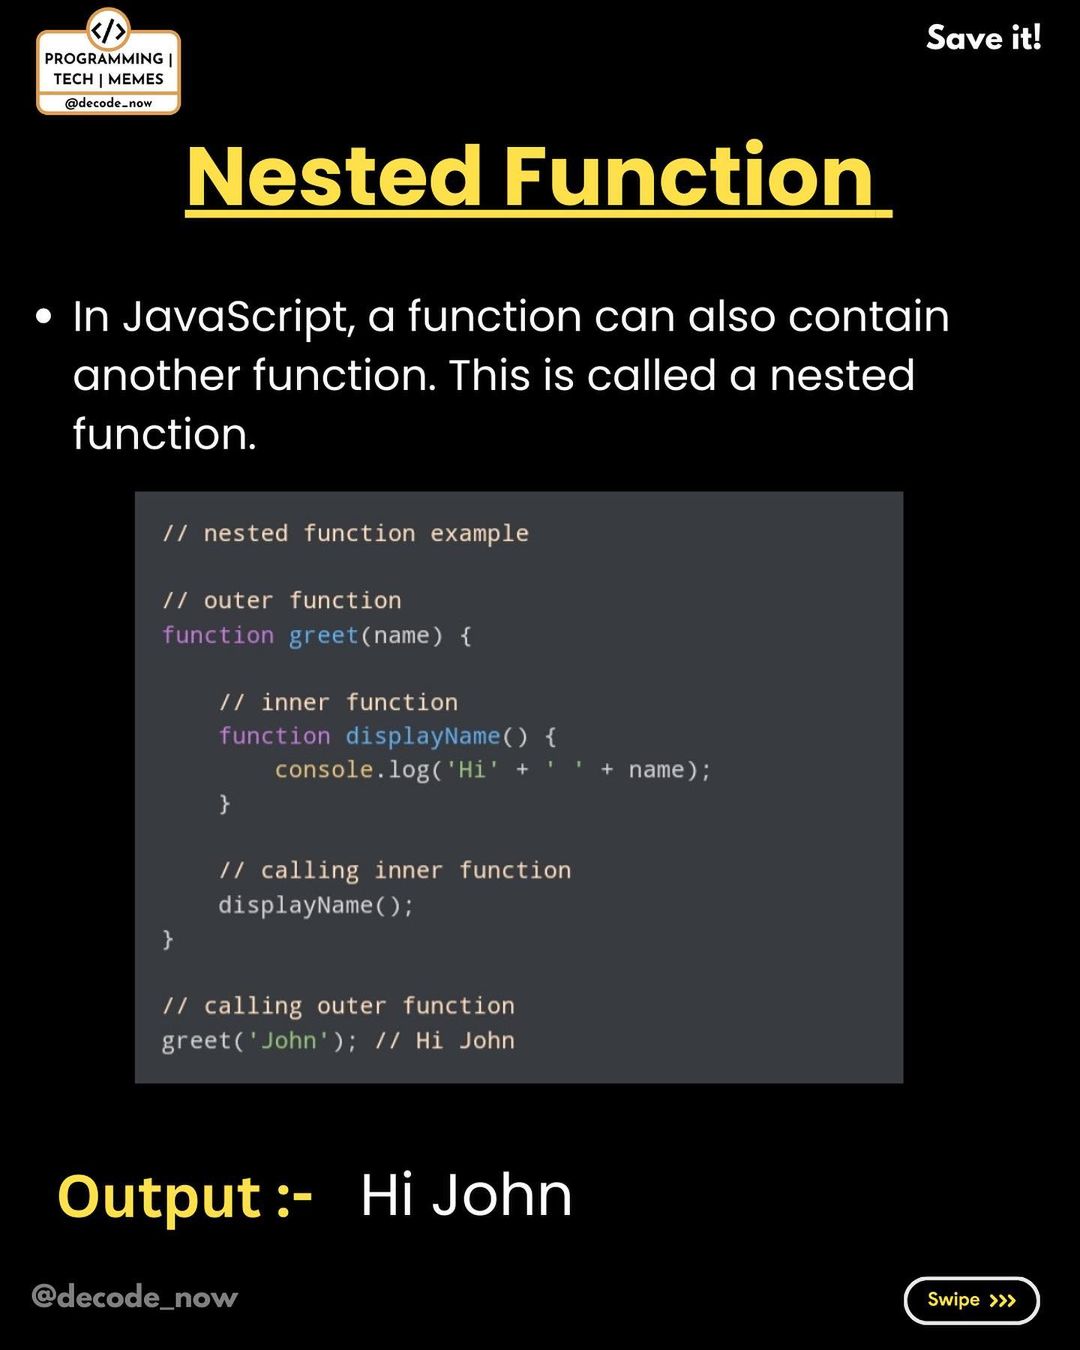 </>
PROGRAMMING |
TECH | MEMES
@decode_now
Save it!
Nested Function
• In JavaScript, a function can also contain
another function. This is called a nested
function.
// nested function example
// outer function
function greet(name) {
    // inner function
    function displayName() {
        console.log('Hi' + ' ' + name);
    }
    // calling inner function
    displayName();
}
// calling outer function
greet('John'); // Hi John
Output :- Hi John
@decode_now
Swipe >>>